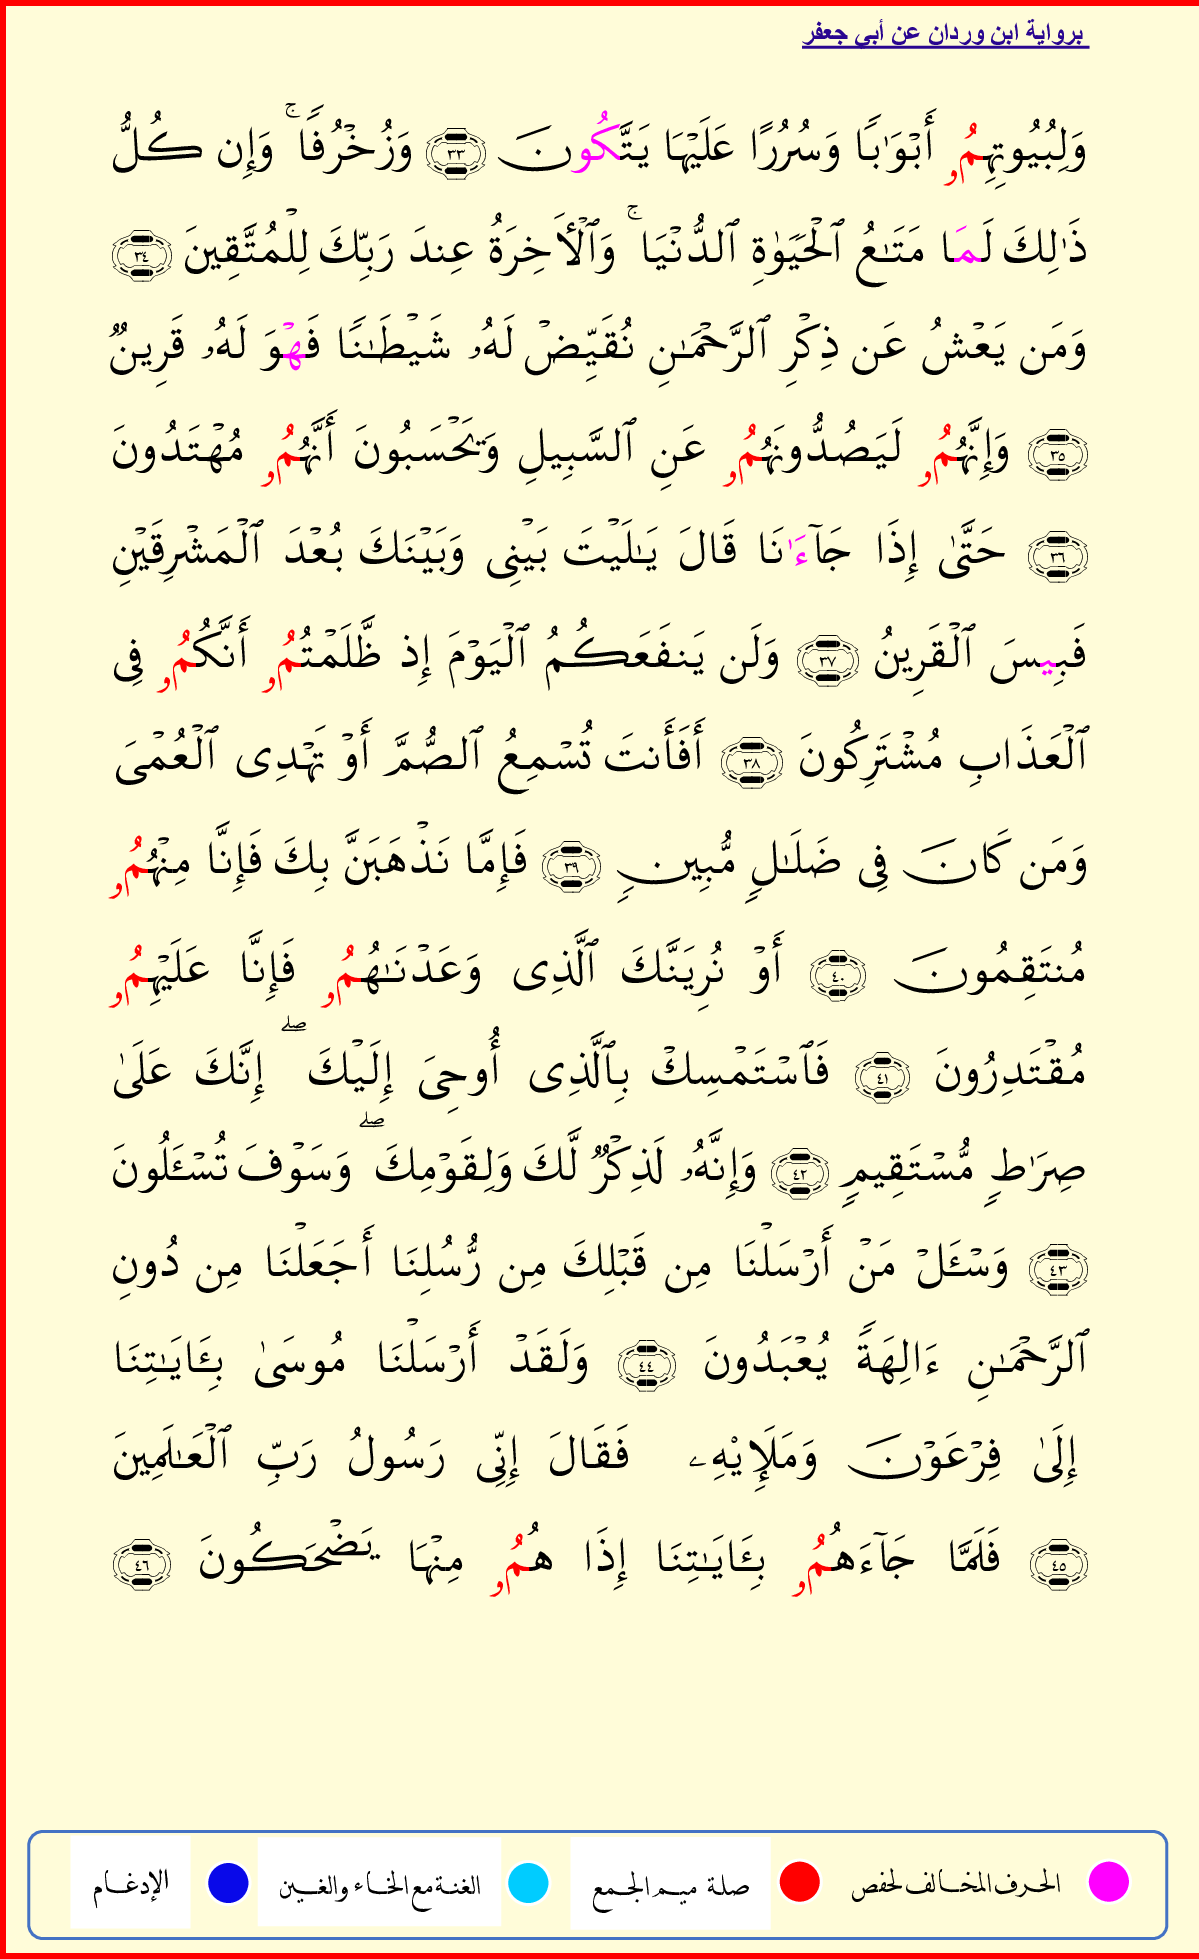 برواية ابن وردان عن أبي جعفر
وَلِبُيُوتِهِمُۥ أَبۡوَٰبٗا وَسُرُرًا عَلَيۡهَا يَتَّكُونَ ٣٣ وَزُخۡرُفٗاۚ وَإِن كُلُّ
ذَٰلِكَ لَمَا مَتَٰعُ ٱلۡحَيَوٰةِ ٱلدُّنۡيَاۚ وَٱلۡأٓخِرَةُ عِندَ رَبِّكَ لِلۡمُتَّقِينَ ٣٤
وَمَن يَعۡشُ عَن ذِكۡرِ ٱلرَّحۡمَٰنِ نُقَيِّضۡ لَهُۥ شَيۡطَٰنٗا فَهۡوَ لَهُۥ قَرِينٞ
٣٥ وَإِنَّهُمُۥ لَيَصُدُّونَهُمُۥ عَنِ ٱلسَّبِيلِ وَيَحۡسَبُونَ أَنَّهُمُۥ مُهۡتَدُونَ
٣٦ حَتَّىٰ إِذَا جَآءَٰنَا قَالَ يَٰلَيۡتَ بَيۡنِي وَبَيۡنَكَ بُعۡدَ ٱلۡمَشۡرِقَيۡنِ
فَبِيسَ ٱلۡقَرِينُ ٣٧ وَلَن يَنفَعَكُمُ ٱلۡيَوۡمَ إِذ ظَّلَمۡتُمُۥ أَنَّكُمُۥ فِي
ٱلۡعَذَابِ مُشۡتَرِكُونَ ٣٨ أَفَأَنتَ تُسۡمِعُ ٱلصُّمَّ أَوۡ تَهۡدِي ٱلۡعُمۡيَ
وَمَن كَانَ فِي ضَلَٰلٖ مُّبِينٖ ٣٩ فَإِمَّا نَذۡهَبَنَّ بِكَ فَإِنَّا مِنۡهُمُۥ
مُنتَقِمُونَ ٤٠ أَوۡ نُرِيَنَّكَ ٱلَّذِي وَعَدۡنَٰهُمُۥ فَإِنَّا عَلَيۡهِمُۥ
مُقۡتَدِرُونَ ٤١ فَٱسۡتَمۡسِكۡ بِٱلَّذِي أُوحِيَ إِلَيۡكَۖ إِنَّكَ عَلَىٰ
صِرَٰطٖ مُّسۡتَقِيمٖ ٤٢ وَإِنَّهُۥ لَذِكۡرٞ لَّكَ وَلِقَوۡمِكَۖ وَسَوۡفَ تُسۡـَٔلُونَ
٤٣ وَسۡـَٔلۡ مَنۡ أَرۡسَلۡنَا مِن قَبۡلِكَ مِن رُّسُلِنَا أَجَعَلۡنَا مِن دُونِ
ٱلرَّحۡمَٰنِ ءَالِهَةٗ يُعۡبَدُونَ ٤٤ وَلَقَدۡ أَرۡسَلۡنَا مُوسَىٰ بِـَٔايَٰتِنَا
إِلَىٰ فِرۡعَوۡنَ وَمَلَإِيْهِۦ فَقَالَ إِنِّي رَسُولُ رَبِّ ٱلۡعَٰلَمِينَ
٤٥ فَلَمَّا جَآءَهُمُۥ بِـَٔايَٰتِنَا إِذَا هُمُۥ مِنۡهَا يَضۡحَكُونَ ٤٦
الحرف المخالف لحفص صلة ميم الجمع الغنة مع الخاء والغين الإدغام